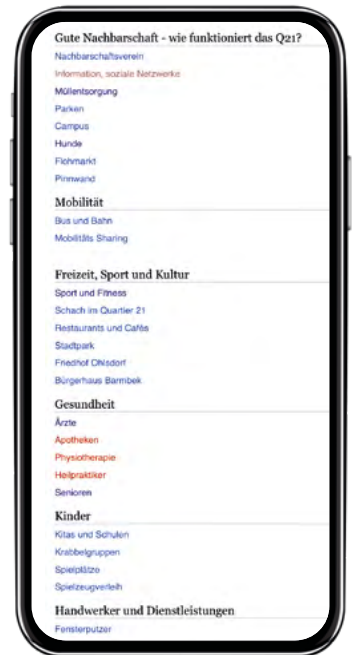 Gute Nachbarschaft - wie funktioniert das Q21?
Nachbarschaftsverein
Information, soziale Netzwerke
Müllentsorgung
Parken
Campus
Hunde
Flohmarkt
Pinnwand
Mobilität
Bus und Bahn
Mobilitäts Sharing
Freizeit, Sport und Kultur
Sport und Fitness
Schach im Quartier 21
Restaurants und Cafés
Stadtpark
Friedhof Ohlsdorf
Bürgerhaus Barmbek
Gesundheit
Ärzte
Apotheken
Physiotherapie
Heilpraktiker
Senioren
Kinder
Kitas und Schulen
Krabbelgruppen
Spielplätze
Spielzeugverleih
Handwerker und Dienstleistungen
Fensterputzer